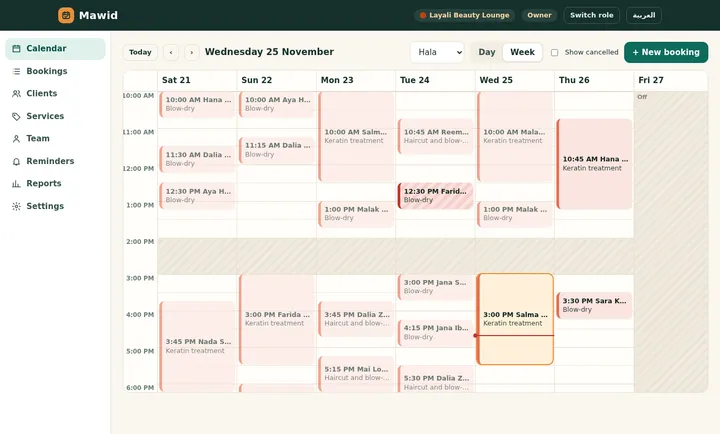 Mawid
Layali Beauty Lounge
Owner
Switch role
العربية
Calendar
Bookings
Clients
Services
Team
Reminders
Reports
Settings
Today
‹
›
Wednesday 25 November
Hala
Day
Week
Show cancelled
+ New booking
Sat 21
Sun 22
Mon 23
Tue 24
Wed 25
Thu 26
Fri 27
10:00 AM
11:00 AM
12:00 PM
1:00 PM
2:00 PM
3:00 PM
4:00 PM
5:00 PM
6:00 PM
10:00 AM Hana ...
Blow-dry
11:30 AM Dalia ...
Blow-dry
12:30 PM Aya H...
Blow-dry
3:45 PM Nada S...
Keratin treatment
10:00 AM Aya H...
Blow-dry
11:15 AM Dalia ...
Blow-dry
3:00 PM Farida ...
Keratin treatment
10:00 AM Salm...
Keratin treatment
1:00 PM Malak ...
Blow-dry
3:45 PM Dalia Z...
Haircut and blow-...
5:15 PM Mai Lo...
Haircut and blow-...
10:45 AM Reem...
Haircut and blow-...
12:30 PM Farid...
Blow-dry
3:00 PM Jana S...
Blow-dry
4:15 PM Jana Ib...
Blow-dry
5:30 PM Dalia Z...
Haircut and blow-...
10:00 AM Mala...
Keratin treatment
1:00 PM Malak ...
Blow-dry
3:00 PM Salma ...
Keratin treatment
10:45 AM Hana ...
Keratin treatment
3:30 PM Sara K...
Blow-dry
Off